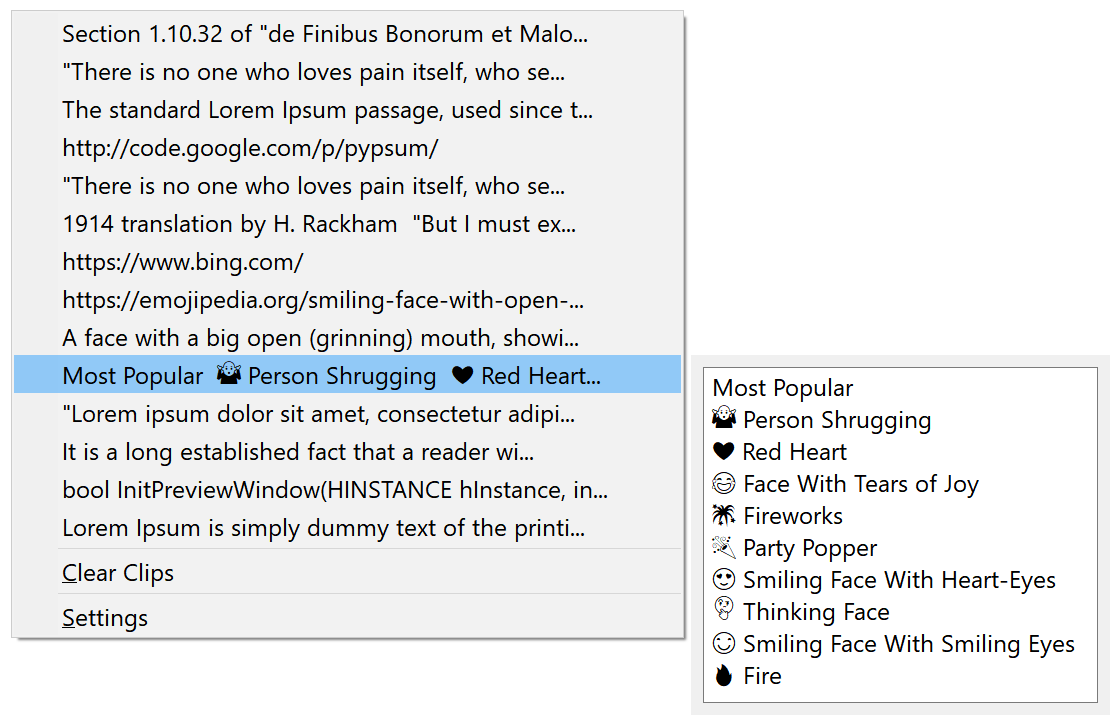 Section 1.10.32 of "de Finibus Bonorum et Malo...
"There is no one who loves pain itself, who se...
The standard Lorem Ipsum passage, used since t...
http://code.google.com/p/pypsum/
"There is no one who loves pain itself, who se...
1914 translation by H. Rackham  "But I must ex...
https://www.bing.com/
https://emojipedia.org/smiling-face-with-open-...
A face with a big open (grinning) mouth, showi...
Most Popular 🤷 Person Shrugging ❤ Red Heart...
"Lorem ipsum dolor sit amet, consectetur adipi...
It is a long established fact that a reader wi...
bool InitPreviewWindow(HINSTANCE hInstance, in...
Lorem Ipsum is simply dummy text of the printi...
Clear Clips
Settings
Most Popular
🤷 Person Shrugging
❤ Red Heart
😂 Face With Tears of Joy
🎆 Fireworks
🎉 Party Popper
😍 Smiling Face With Heart-Eyes
🤔 Thinking Face
😊 Smiling Face With Smiling Eyes
🔥 Fire